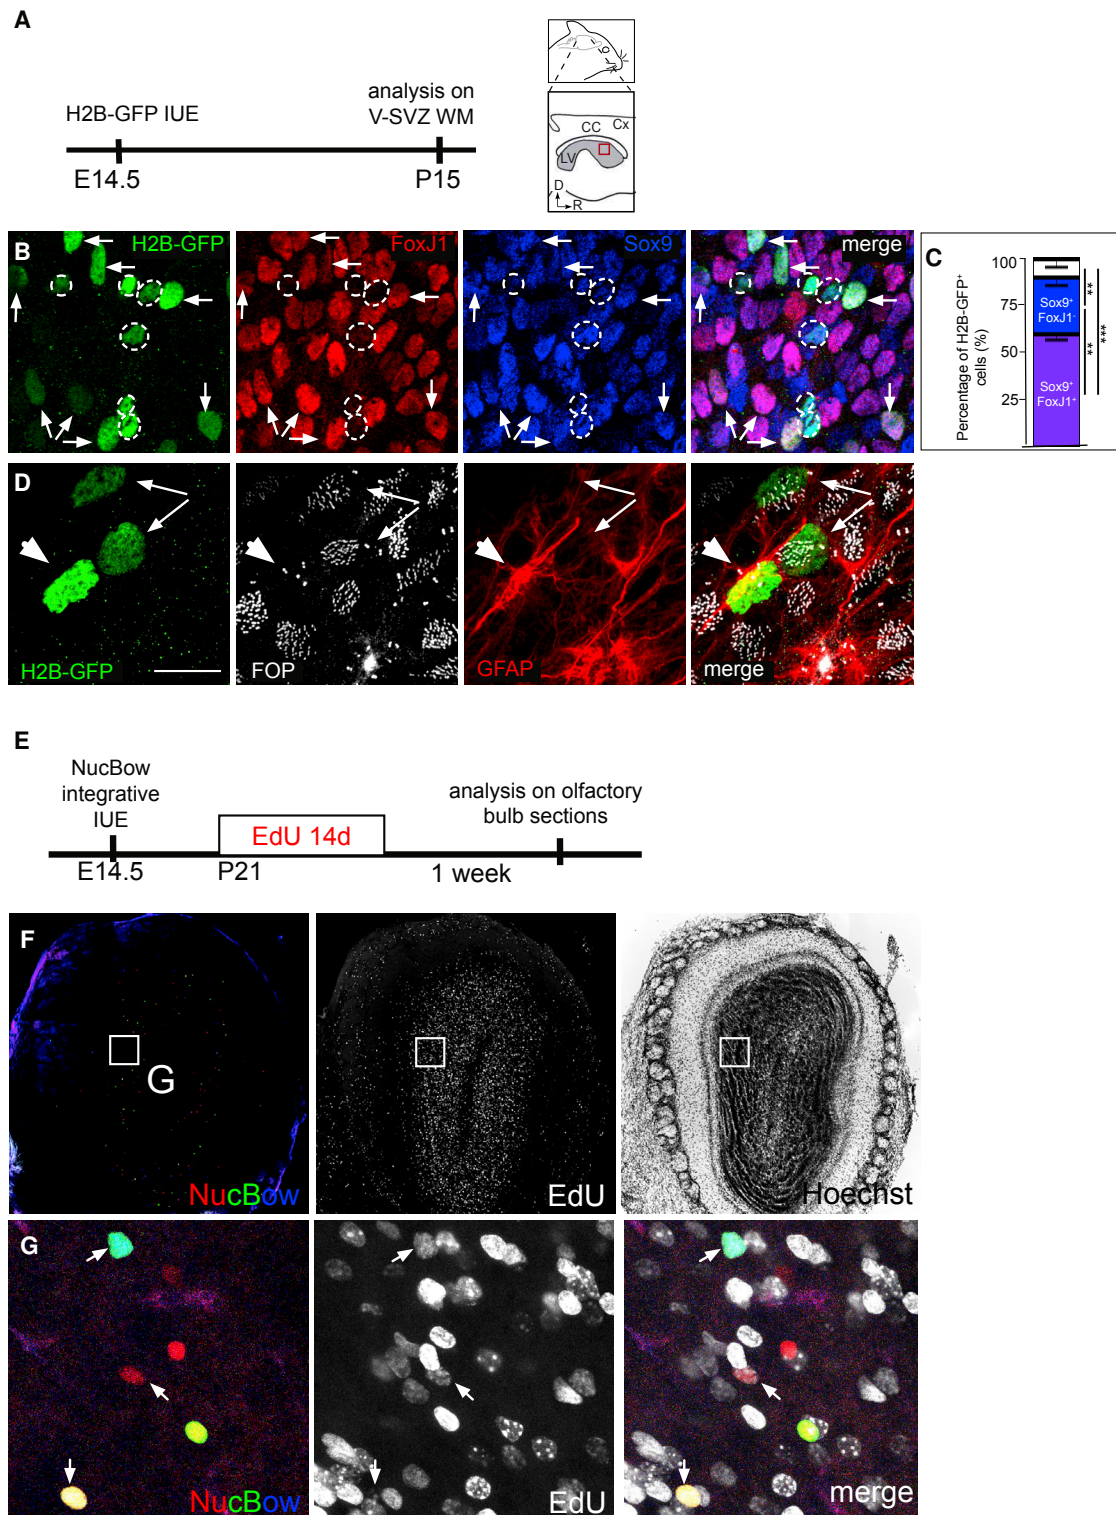 A
H2B-GFP IUE
analysis on
V-SVZ WM
E14.5
P15
CC
Cx
LV
D
R
B
H2B-GFP
FoxJ1
Sox9
merge
C
Percentage of H2B-GFP+
cells (%)
100
75
50
25
Sox9+
FoxJ1-
Sox9+
FoxJ1+
**
**
***
D
H2B-GFP
FOP
GFAP
merge
E
NucBow
integrative
IUE
analysis on olfactory
bulb sections
EdU 14d
E14.5
P21
1 week
F
G
NucBow
EdU
Hoechst
G
NucBow
EdU
merge